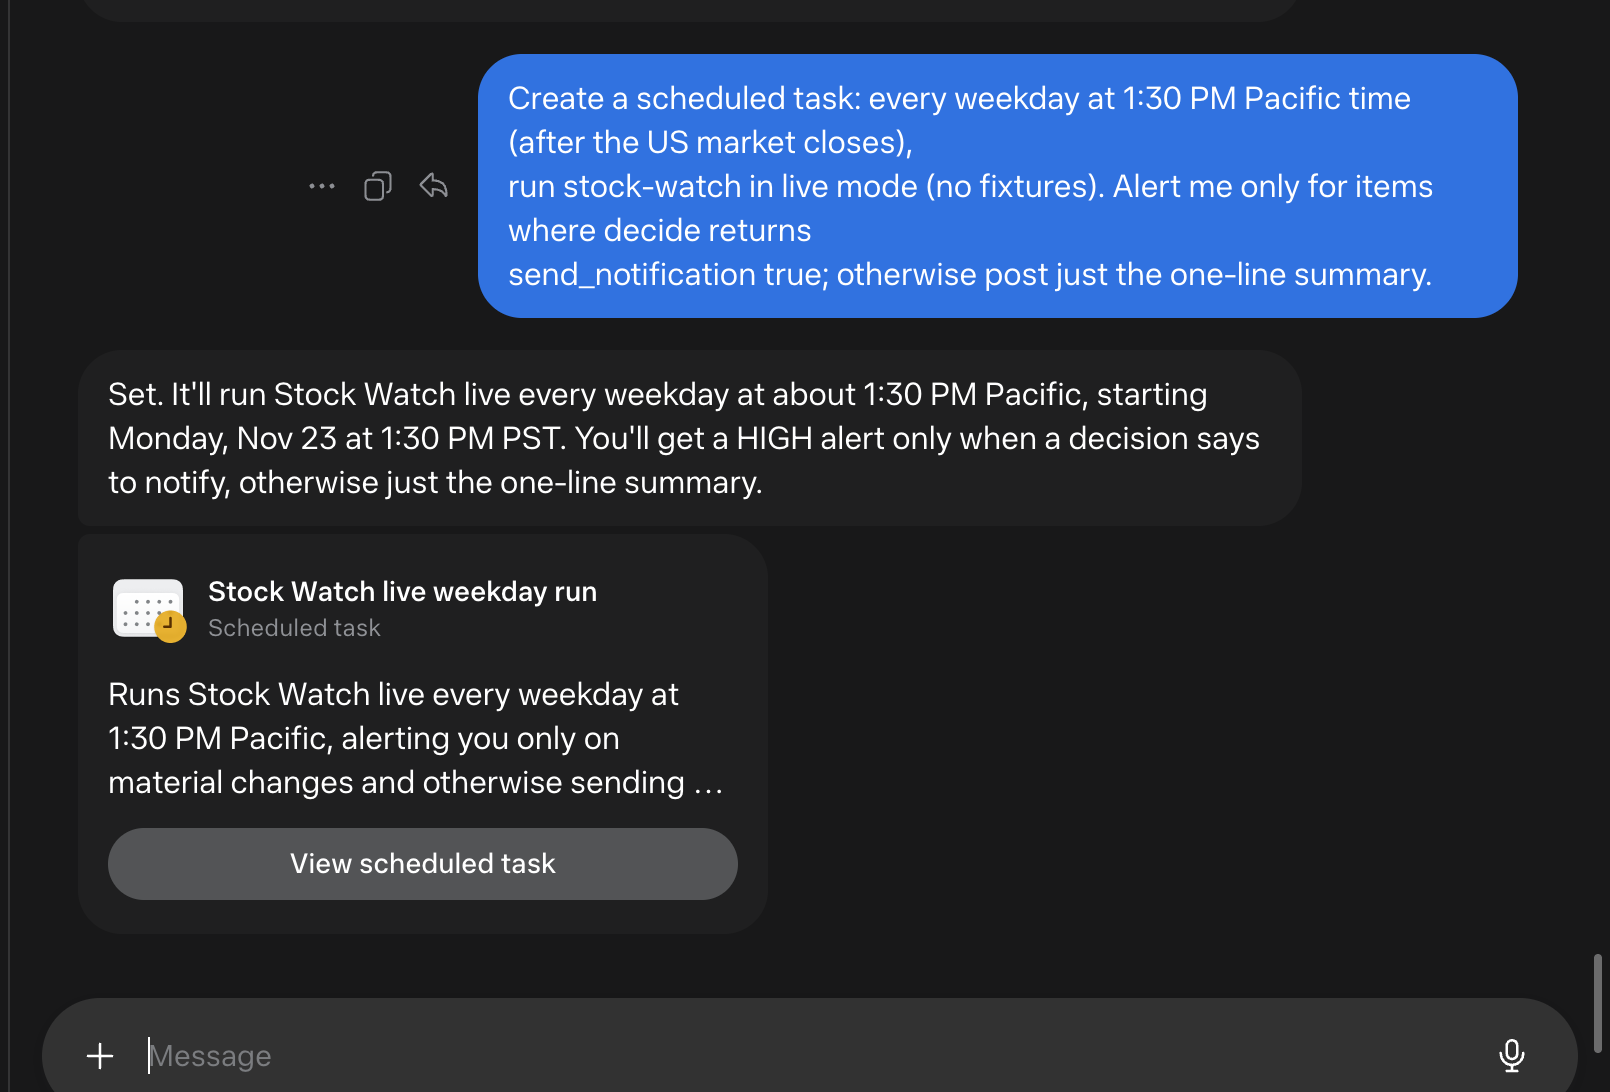 Create a scheduled task: every weekday at 1:30 PM Pacific time
(after the US market closes),
run stock-watch in live mode (no fixtures). Alert me only for items
where decide returns
send_notification true; otherwise post just the one-line summary.
Set. It'll run Stock Watch live every weekday at about 1:30 PM Pacific, starting
Monday, Nov 23 at 1:30 PM PST. You'll get a HIGH alert only when a decision says
to notify, otherwise just the one-line summary.
Stock Watch live weekday run
Scheduled task
Runs Stock Watch live every weekday at
1:30 PM Pacific, alerting you only on
material changes and otherwise sending …
View scheduled task
Message